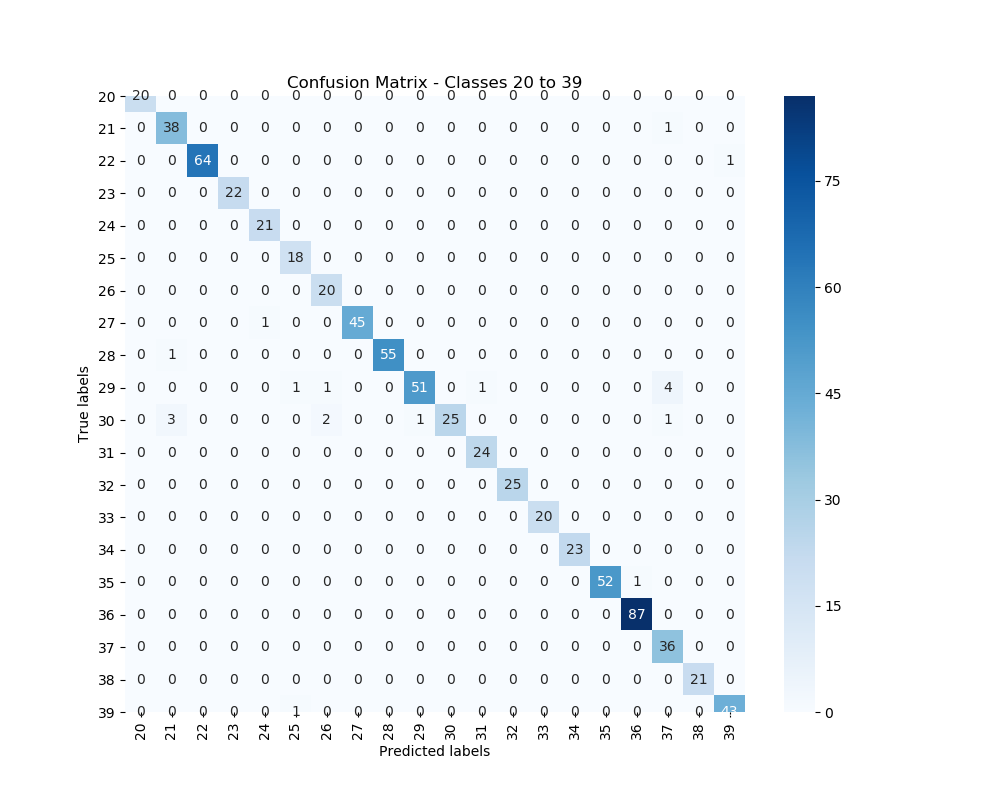 Confusion Matrix - Classes 20 to 39
20 20 0 0 0 0 0 0 0 0 0 0 0 0 0 0 0 0 0 0 0
21 0 38 0 0 0 0 0 0 0 0 0 0 0 0 0 0 0 1 0 0
22 0 0 64 0 0 0 0 0 0 0 0 0 0 0 0 0 0 0 0 1
23 0 0 0 22 0 0 0 0 0 0 0 0 0 0 0 0 0 0 0 0
24 0 0 0 0 21 0 0 0 0 0 0 0 0 0 0 0 0 0 0 0
25 0 0 0 0 0 18 0 0 0 0 0 0 0 0 0 0 0 0 0 0
26 0 0 0 0 0 0 20 0 0 0 0 0 0 0 0 0 0 0 0 0
27 0 0 0 0 1 0 0 45 0 0 0 0 0 0 0 0 0 0 0 0
28 0 1 0 0 0 0 0 0 55 0 0 0 0 0 0 0 0 0 0 0
29 0 0 0 0 0 1 1 0 0 51 0 1 0 0 0 0 0 4 0 0
30 0 3 0 0 0 0 2 0 0 1 25 0 0 0 0 0 0 1 0 0
31 0 0 0 0 0 0 0 0 0 0 0 24 0 0 0 0 0 0 0 0
32 0 0 0 0 0 0 0 0 0 0 0 0 25 0 0 0 0 0 0 0
33 0 0 0 0 0 0 0 0 0 0 0 0 0 20 0 0 0 0 0 0
34 0 0 0 0 0 0 0 0 0 0 0 0 0 0 23 0 0 0 0 0
35 0 0 0 0 0 0 0 0 0 0 0 0 0 0 0 52 1 0 0 0
36 0 0 0 0 0 0 0 0 0 0 0 0 0 0 0 0 87 0 0 0
37 0 0 0 0 0 0 0 0 0 0 0 0 0 0 0 0 0 36 0 0
38 0 0 0 0 0 0 0 0 0 0 0 0 0 0 0 0 0 0 21 0
39 0 0 0 0 0 1 0 0 0 0 0 0 0 0 0 0 0 0 0 43
20 21 22 23 24 25 26 27 28 29 30 31 32 33 34 35 36 37 38 39
Predicted labels
True labels
75
60
45
30
15
0